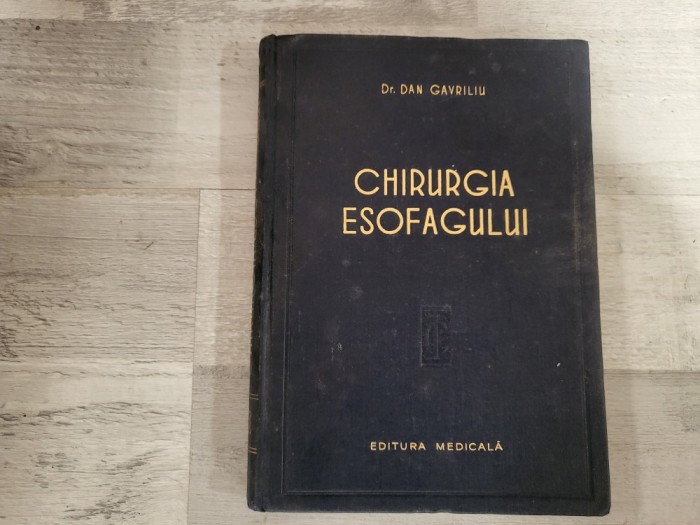 Dr. DAN GAVRILIU
CHIRURGIA
ESOFAGULUI
EDITURA MEDICALĂ